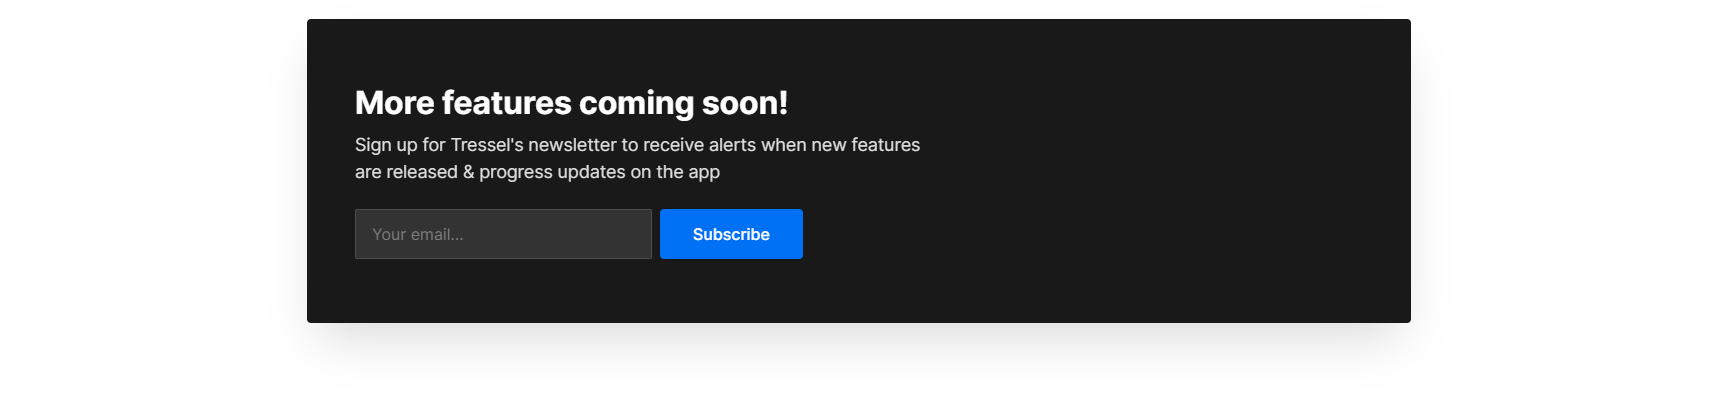 More features coming soon!
Sign up for Tressel's newsletter to receive alerts when new features
are released & progress updates on the app
Your email...
Subscribe